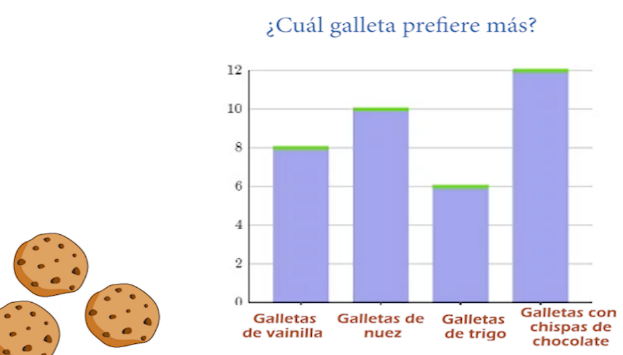 ¿Cuál galleta prefiere más?
12
10
8
6
4
2
0
Galletas
de vainilla
Galletas de
nuez
Galletas
de trigo
Galletas con
chispas de
chocolate